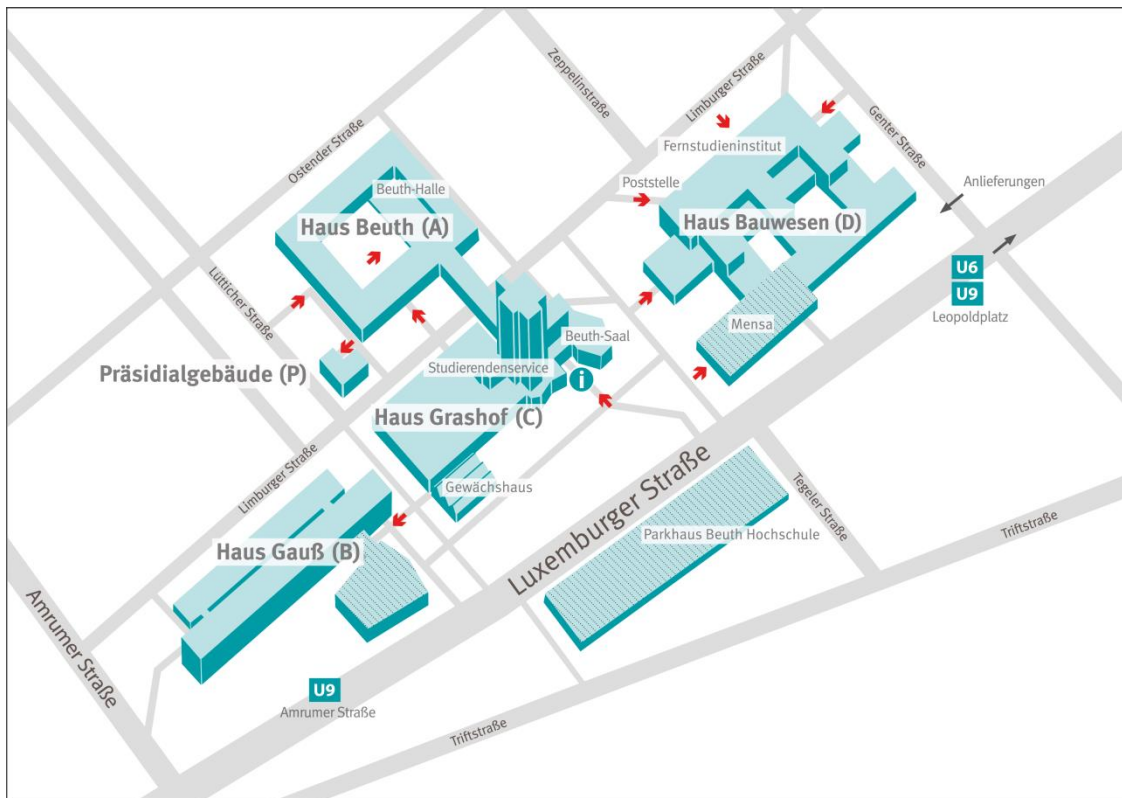 Zeppelinstraße
Limburger Straße
Ostender Straße
Genter Straße
Fernstudieninstitut
Beuth-Halle
Poststelle
Anlieferungen
Haus Beuth (A)
Haus Bauwesen (D)
Lütticher Straße
U6
U9
Leopoldplatz
Mensa
Beuth-Saal
Präsidialgebäude (P)
Studierendenservice
i
Haus Grashof (C)
Limburger Straße
Gewächshaus
Luxemburger Straße
Tegeler Straße
Triftstraße
Parkhaus Beuth Hochschule
Haus Gauß (B)
Amrumer Straße
U9
Amrumer Straße
Triftstraße